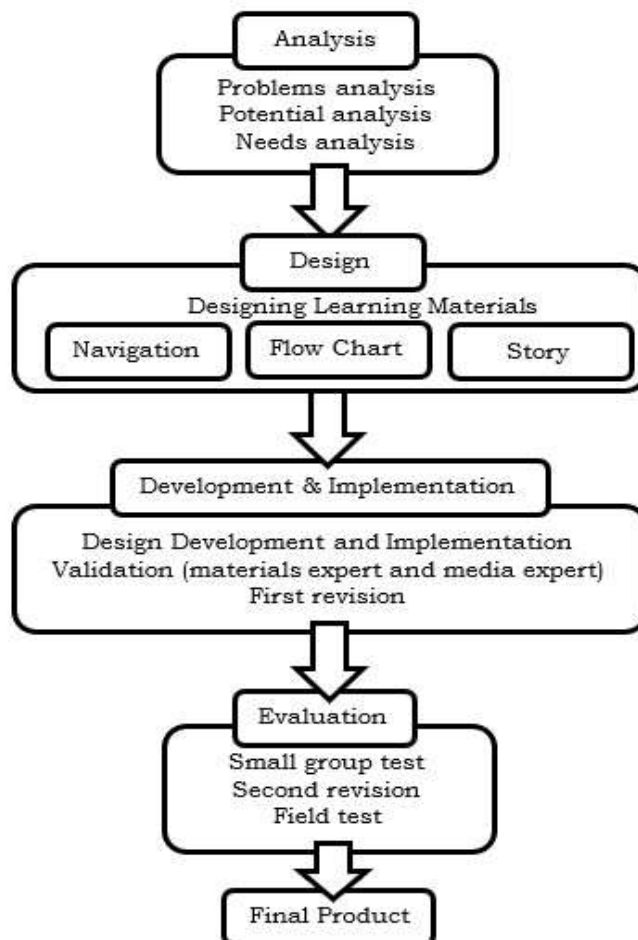 Analysis
Problems analysis
Potential analysis
Needs analysis
Design
Designing Learning Materials
Navigation
Flow Chart
Story
Development & Implementation
Design Development and Implementation
Validation (materials expert and media expert)
First revision
Evaluation
Small group test
Second revision
Field test
Final Product